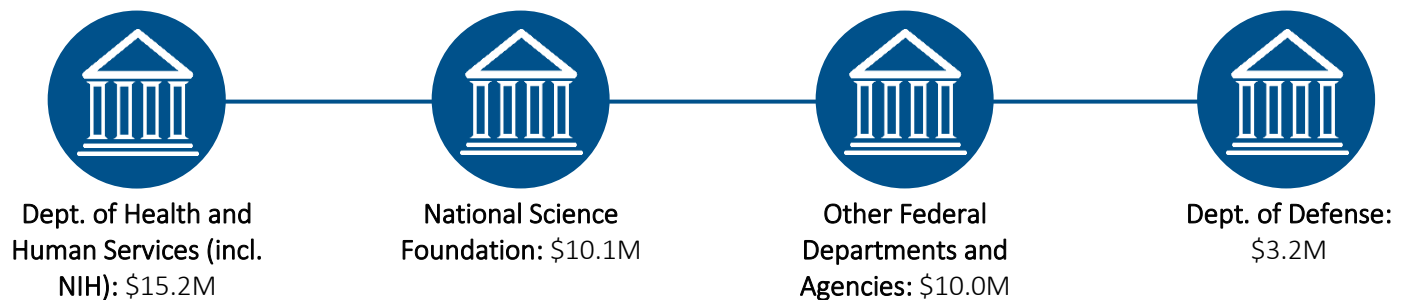 Dept. of Health and
Human Services (incl.
NIH): $15.2M
National Science
Foundation: $10.1M
Other Federal
Departments and
Agencies: $10.0M
Dept. of Defense:
$3.2M